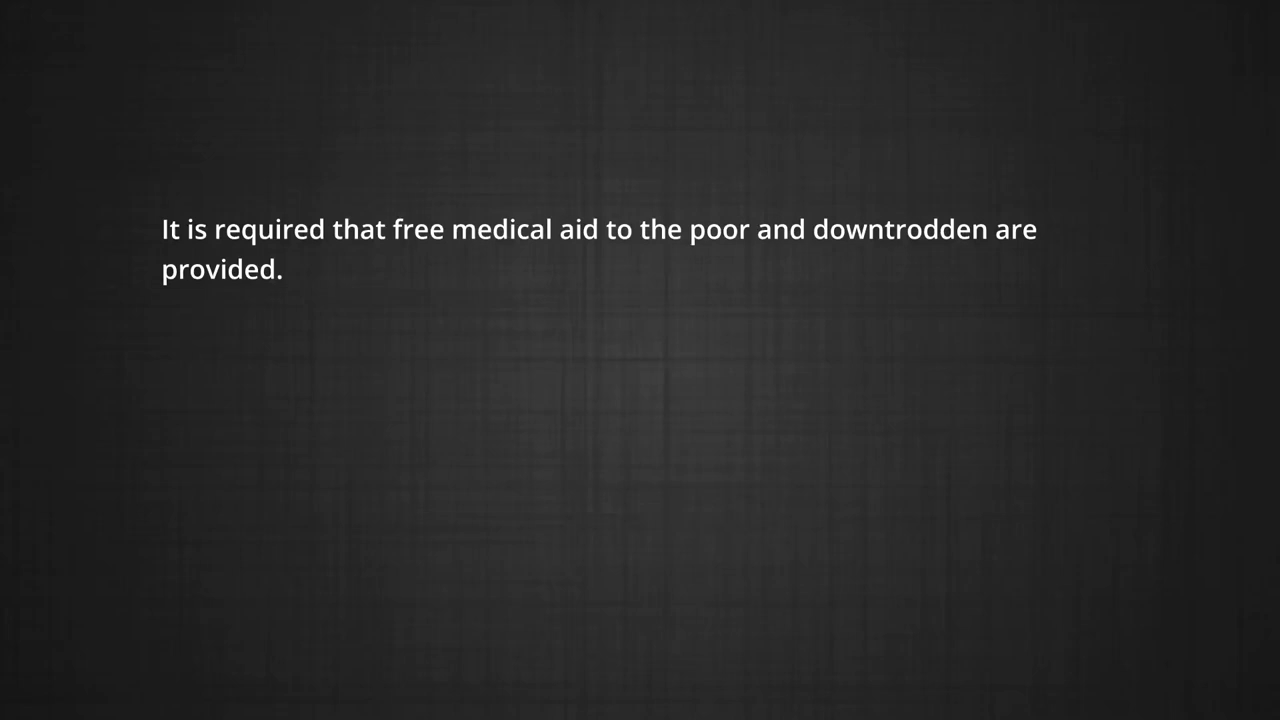 It is required that free medical aid to the poor and downtrodden are
provided.